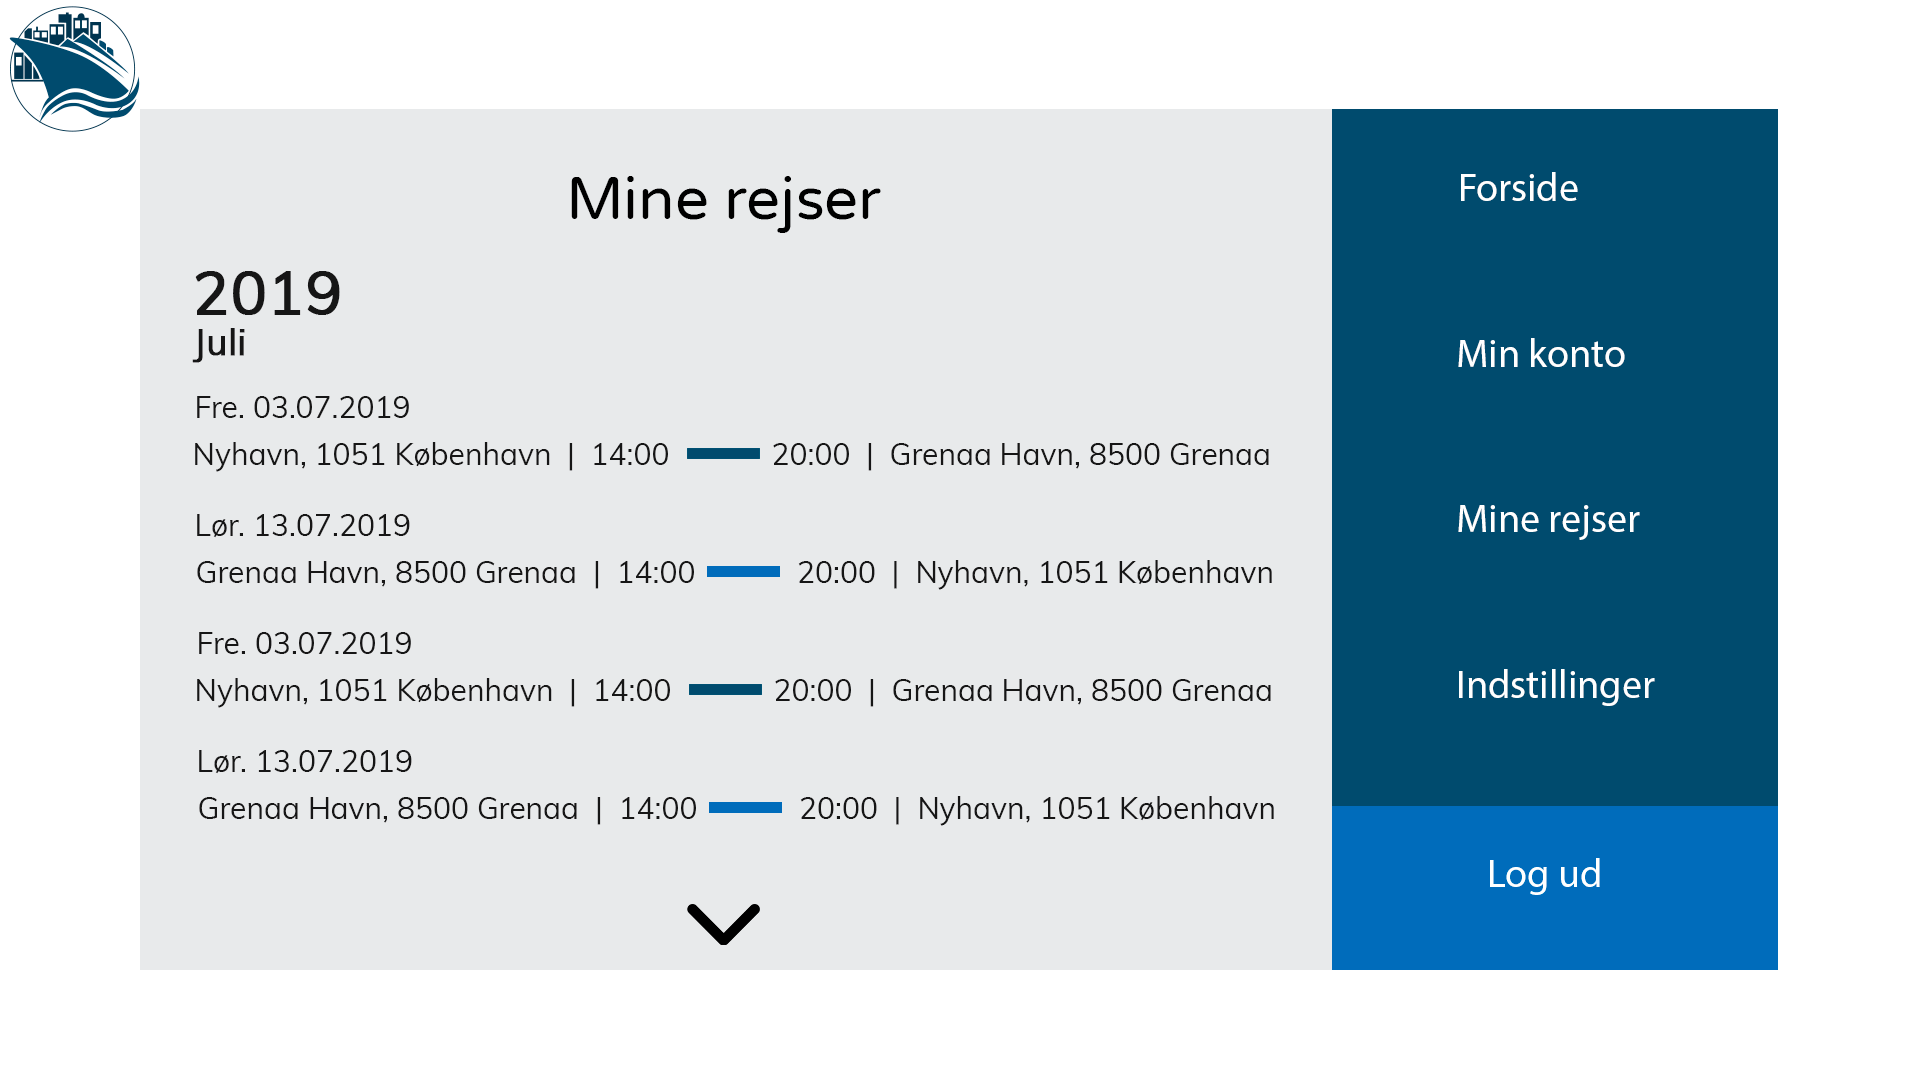 Mine rejser
2019
Juli
Fre. 03.07.2019
Nyhavn, 1051 København | 14:00 20:00 | Grenaa Havn, 8500 Grenaa
Lør. 13.07.2019
Grenaa Havn, 8500 Grenaa | 14:00 20:00 | Nyhavn, 1051 København
Fre. 03.07.2019
Nyhavn, 1051 København | 14:00 20:00 | Grenaa Havn, 8500 Grenaa
Lør. 13.07.2019
Grenaa Havn, 8500 Grenaa | 14:00 20:00 | Nyhavn, 1051 København
Forside
Min konto
Mine rejser
Indstillinger
Log ud